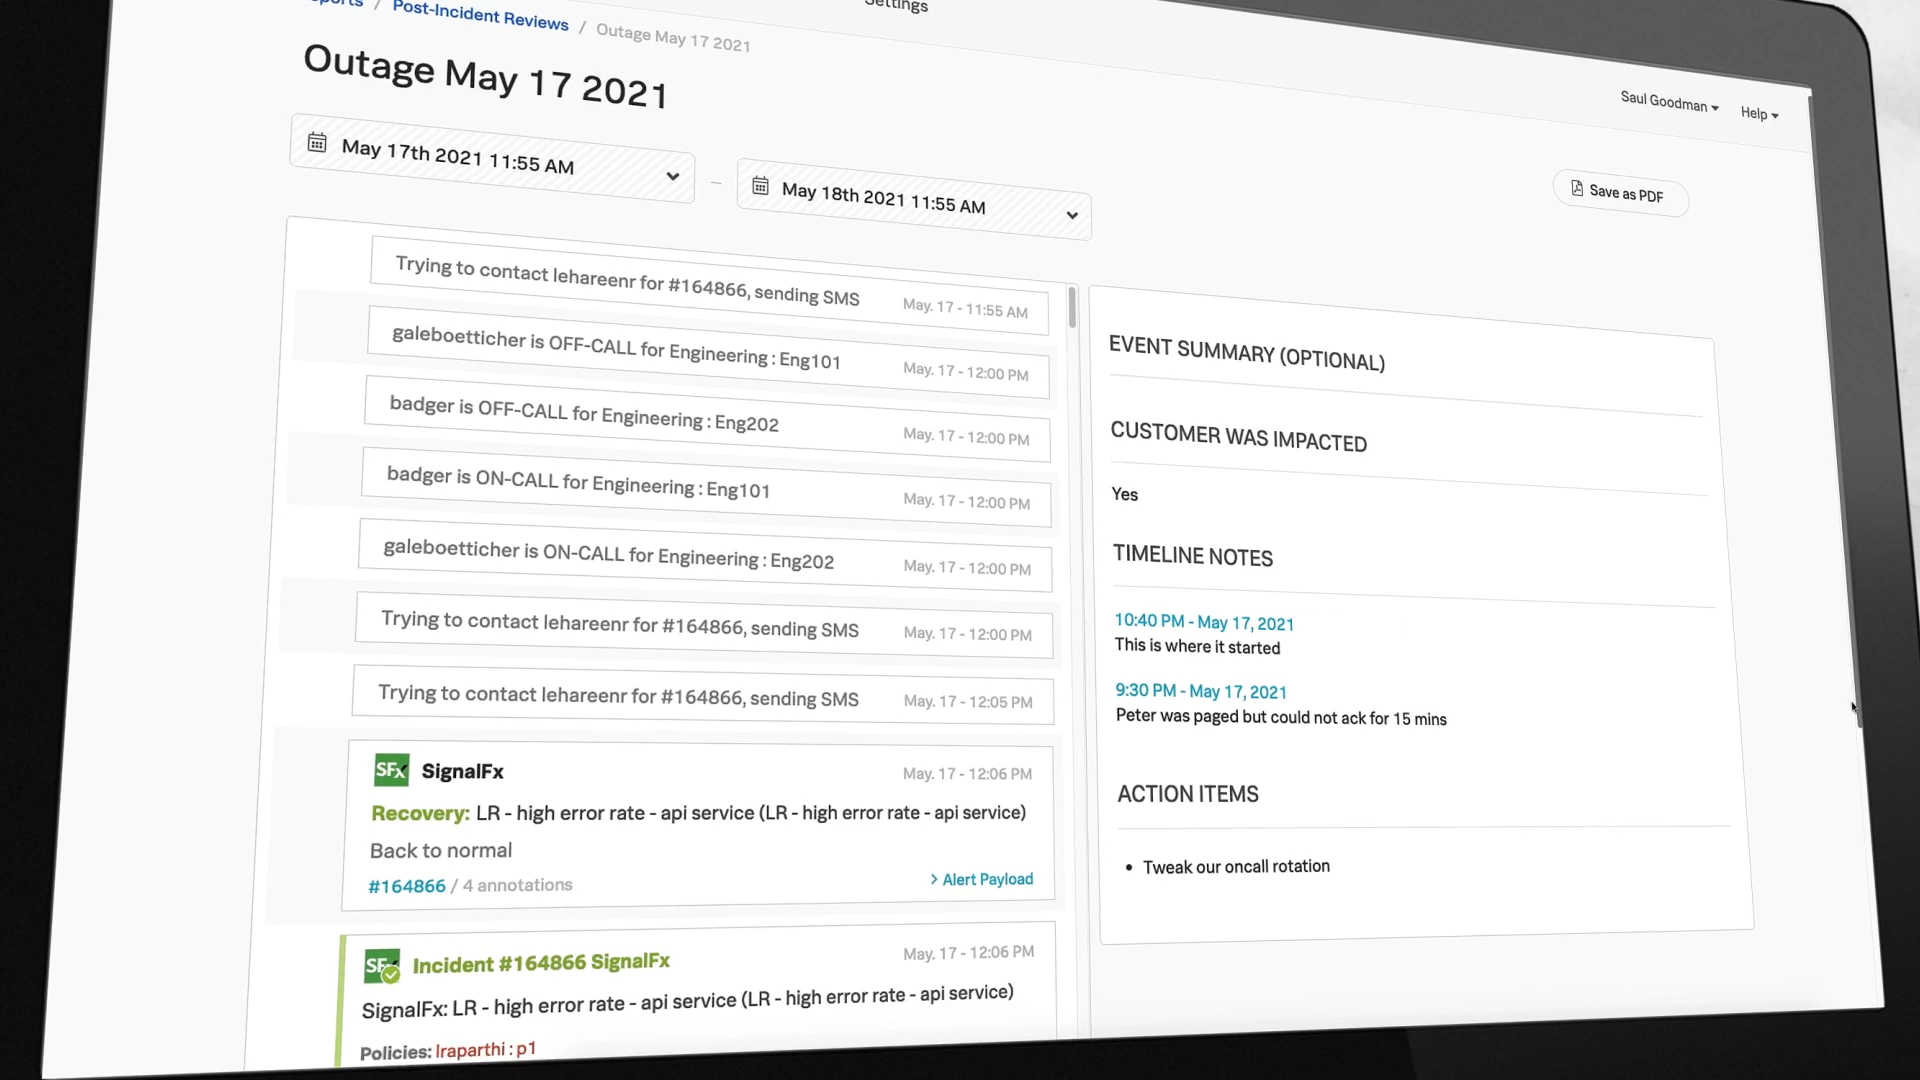 Settings
Post-Incident Reviews / Outage May 17 2021
Outage May 17 2021
Saul Goodman Help
May 17th 2021 11:55 AM – May 18th 2021 11:55 AM
Save as PDF
Trying to contact lehareenr for #164866, sending SMS May. 17 - 11:55 AM
galeboetticher is OFF-CALL for Engineering : Eng101 May. 17 - 12:00 PM
badger is OFF-CALL for Engineering : Eng202 May. 17 - 12:00 PM
badger is ON-CALL for Engineering : Eng101 May. 17 - 12:00 PM
galeboetticher is ON-CALL for Engineering : Eng202 May. 17 - 12:00 PM
Trying to contact lehareenr for #164866, sending SMS May. 17 - 12:00 PM
Trying to contact lehareenr for #164866, sending SMS May. 17 - 12:05 PM
SFx SignalFx May. 17 - 12:06 PM
Recovery: LR - high error rate - api service (LR - high error rate - api service)
Back to normal
#164866 / 4 annotations > Alert Payload
Incident #164866 SignalFx May. 17 - 12:06 PM
SignalFx: LR - high error rate - api service (LR - high error rate - api service)
Policies: lraparthi : p1
EVENT SUMMARY (OPTIONAL)
CUSTOMER WAS IMPACTED
Yes
TIMELINE NOTES
10:40 PM - May 17, 2021
This is where it started
9:30 PM - May 17, 2021
Peter was paged but could not ack for 15 mins
ACTION ITEMS
• Tweak our oncall rotation